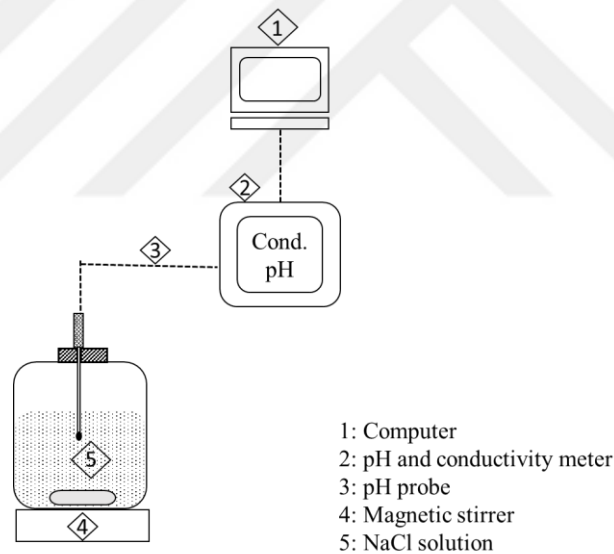 1
2
Cond.
pH
3
5
4
1: Computer
2: pH and conductivity meter
3: pH probe
4: Magnetic stirrer
5: NaCl solution